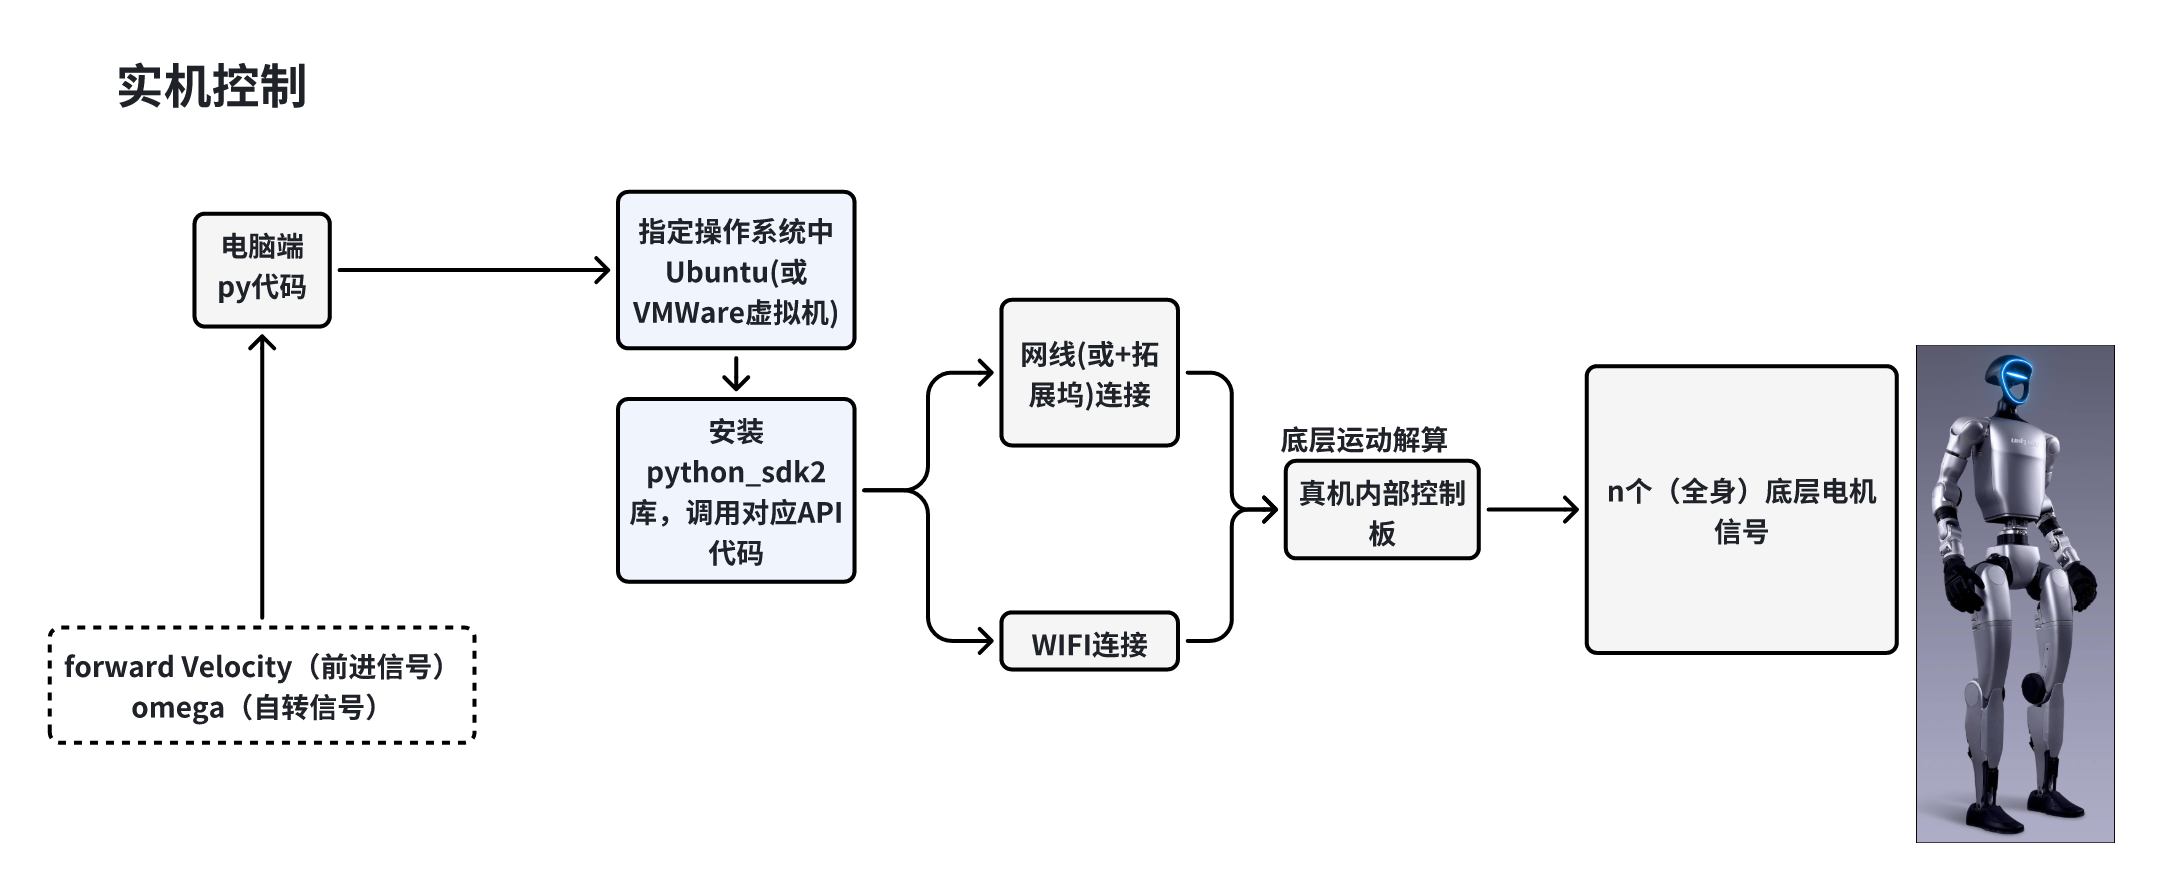 实机控制
电脑端
py代码
forward Velocity（前进信号）
omega（自转信号）
指定操作系统中
Ubuntu(或
VMWare虚拟机)
安装
python_sdk2
库，调用对应API
代码
网线(或+拓
展坞)连接
WIFI连接
底层运动解算
真机内部控制
板
n个（全身）底层电机
信号